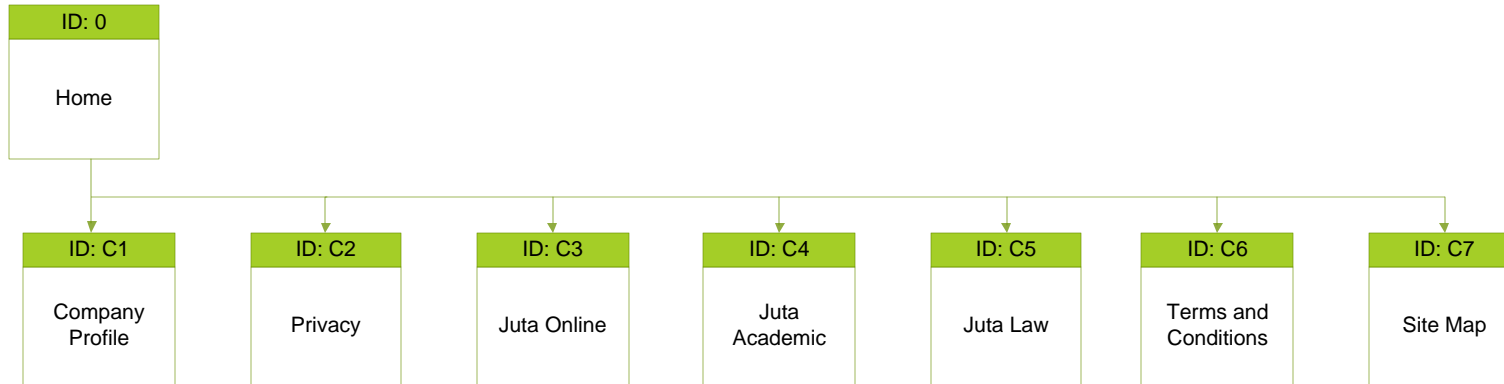 ID: 0
Home
ID: C1
ID: C2
ID: C3
ID: C4
ID: C5
ID: C6
ID: C7
Company
Profile
Privacy
Juta Online
Juta
Academic
Juta Law
Terms and
Conditions
Site Map